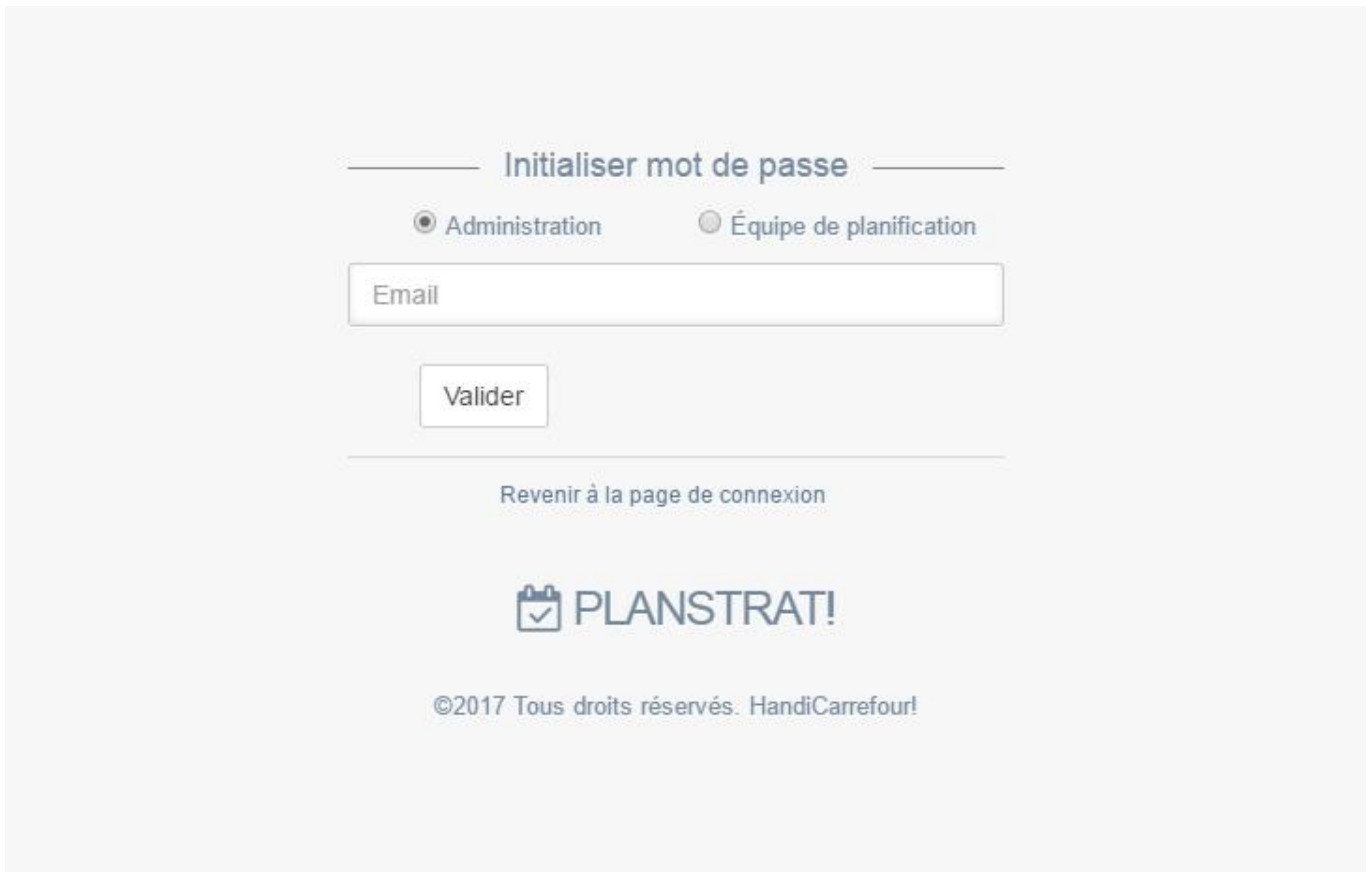 Initialiser mot de passe
Administration Équipe de planification
Email
Valider
Revenir à la page de connexion
PLANSTRAT!
©2017 Tous droits réservés. HandiCarrefour!